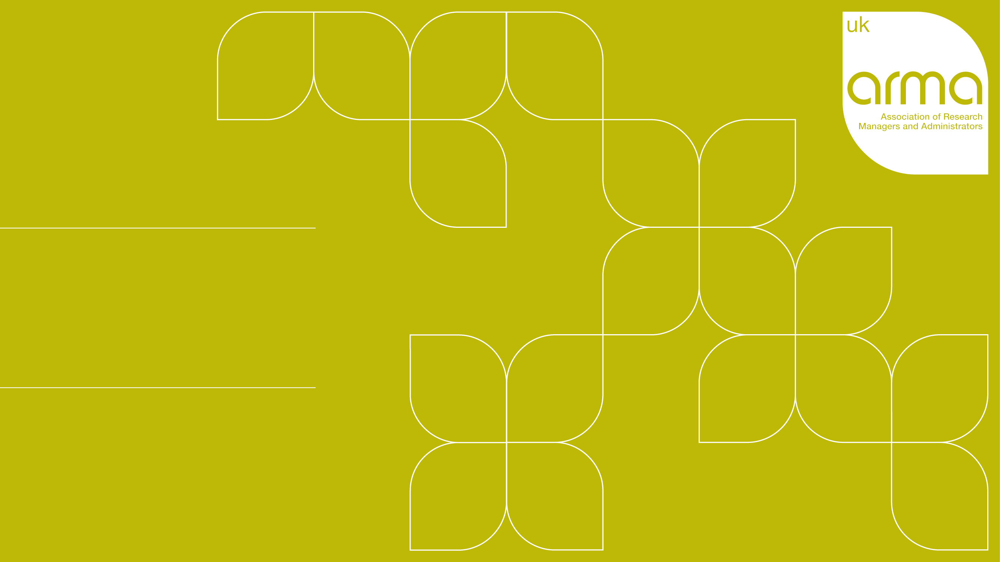 uk
arma
Association of Research
Managers and Administrators